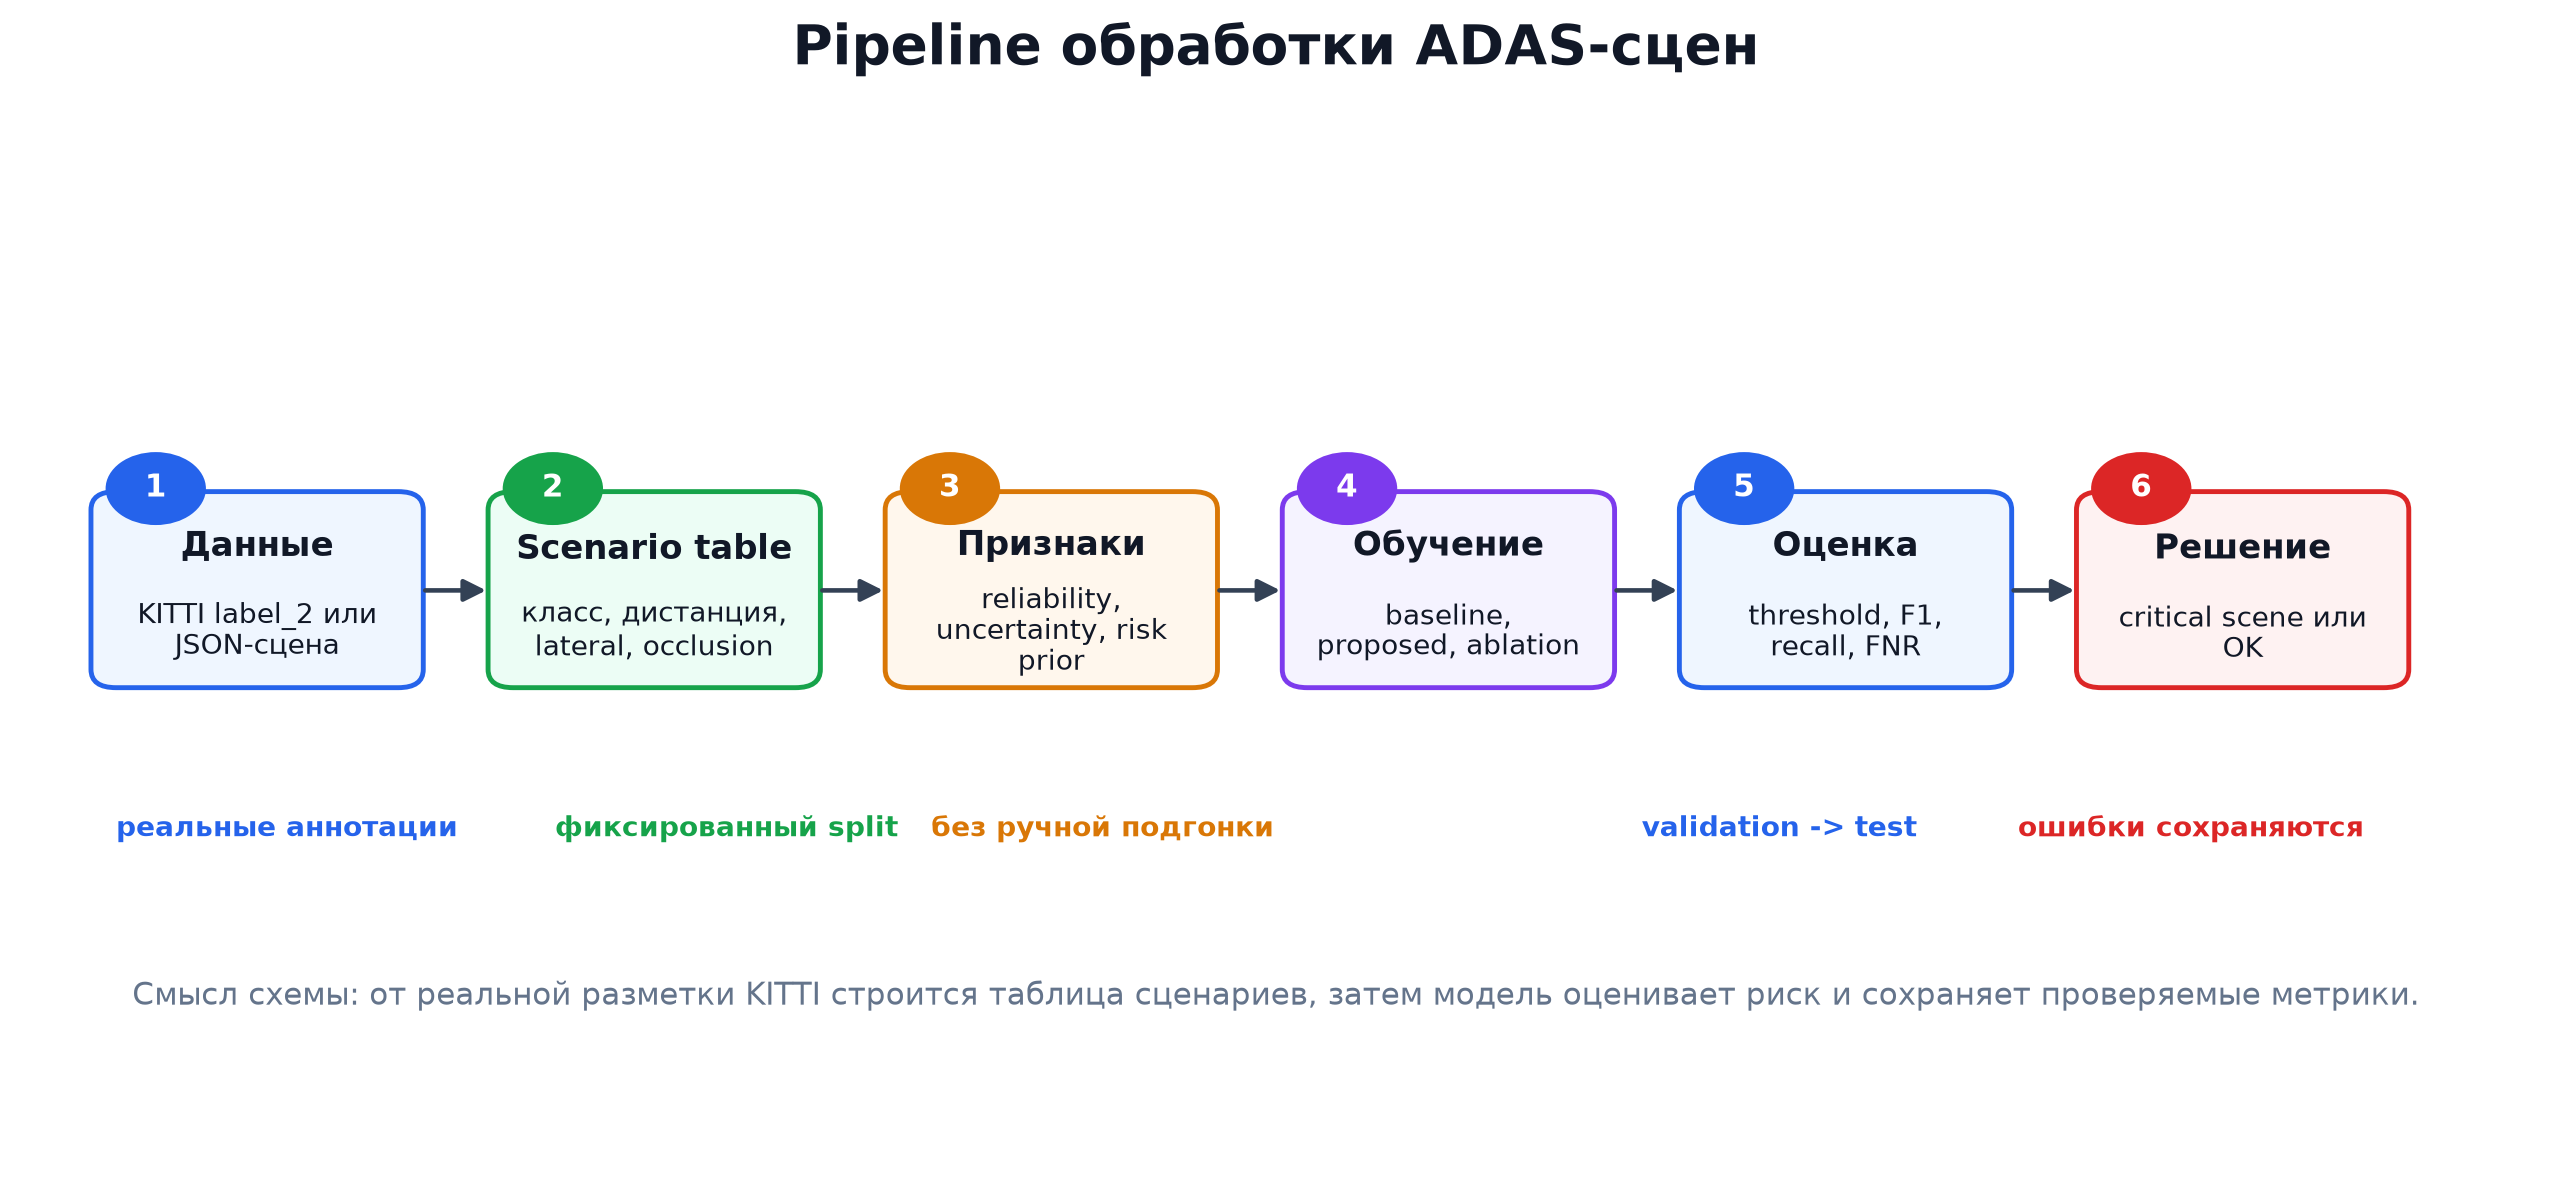 Pipeline обработки ADAS-сцен
1
Данные
KITTI label_2 или
JSON-сцена
2
Scenario table
класс, дистанция,
lateral, occlusion
3
Признаки
reliability,
uncertainty, risk
prior
4
Обучение
baseline,
proposed, ablation
5
Оценка
threshold, F1,
recall, FNR
6
Решение
critical scene или
OK
реальные аннотации
фиксированный split
без ручной подгонки
validation -> test
ошибки сохраняются
Смысл схемы: от реальной разметки KITTI строится таблица сценариев, затем модель оценивает риск и сохраняет проверяемые метрики.